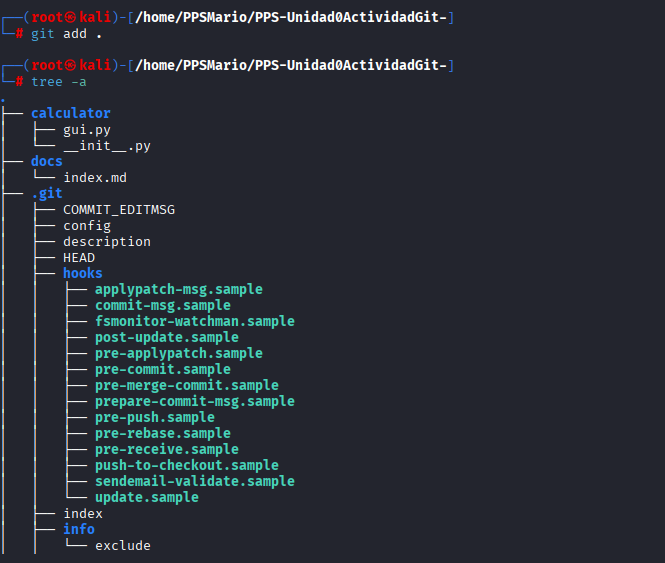 ┌──(root㉿kali)-[/home/PPSMario/PPS-Unidad0ActividadGit-]
└─# git add .
┌──(root㉿kali)-[/home/PPSMario/PPS-Unidad0ActividadGit-]
└─# tree -a
.
├── calculator
│   ├── gui.py
│   └── __init__.py
├── docs
│   └── index.md
├── .git
│   ├── COMMIT_EDITMSG
│   ├── config
│   ├── description
│   ├── HEAD
│   ├── hooks
│   │   ├── applypatch-msg.sample
│   │   ├── commit-msg.sample
│   │   ├── fsmonitor-watchman.sample
│   │   ├── post-update.sample
│   │   ├── pre-applypatch.sample
│   │   ├── pre-commit.sample
│   │   ├── pre-merge-commit.sample
│   │   ├── prepare-commit-msg.sample
│   │   ├── pre-push.sample
│   │   ├── pre-rebase.sample
│   │   ├── pre-receive.sample
│   │   ├── push-to-checkout.sample
│   │   ├── sendemail-validate.sample
│   │   └── update.sample
│   ├── index
│   ├── info
│   │   └── exclude